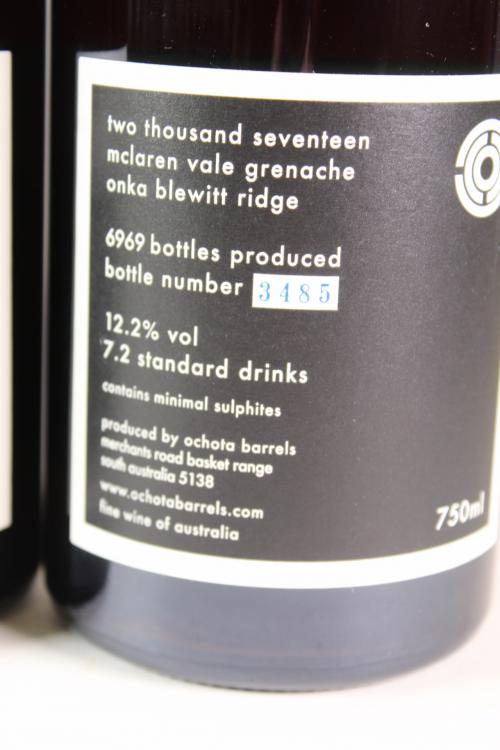 two thousand seventeen
mclaren vale grenache
onka blewitt ridge
6969 bottles produced
bottle number 3485
12.2% vol
7.2 standard drinks
contains minimal sulphites
produced by ochota barrels
merchants road basket range
south australia 5138
www.ochotabarrels.com
fine wine of australia
750ml